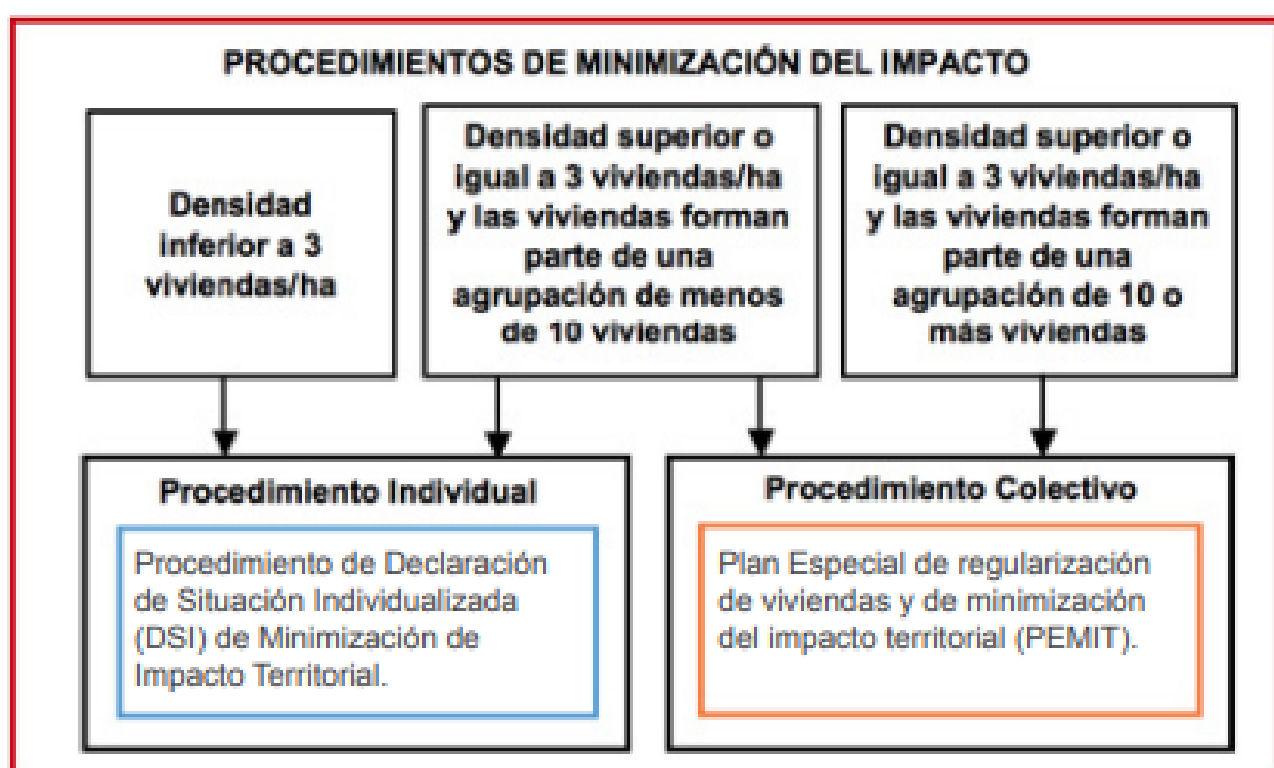 PROCEDIMIENTOS DE MINIMIZACIÓN DEL IMPACTO
Densidad
inferior a 3
viviendas/ha
Densidad superior o
igual a 3 viviendas/ha
y las viviendas forman
parte de una
agrupación de menos
de 10 viviendas
Densidad superior o
igual a 3 viviendas/ha
y las viviendas forman
parte de una
agrupación de 10 o
más viviendas
Procedimiento Individual
Procedimiento de Declaración
de Situación Individualizada
(DSI) de Minimización de
Impacto Territorial.
Procedimiento Colectivo
Plan Especial de regularización
de viviendas y de minimización
del impacto territorial (PEMIT).